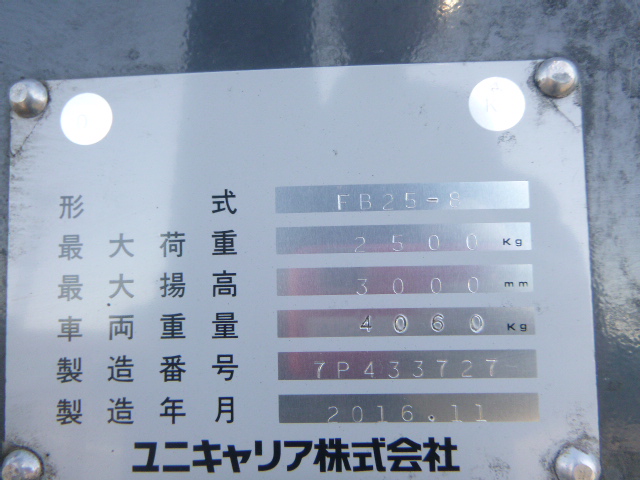 形式 FB25-8
最大荷重 2500 Kg
最大揚高 3000 mm
車両重量 4060 Kg
製造番号 7P433727
製造年月 2016.11
ユニキャリア株式会社